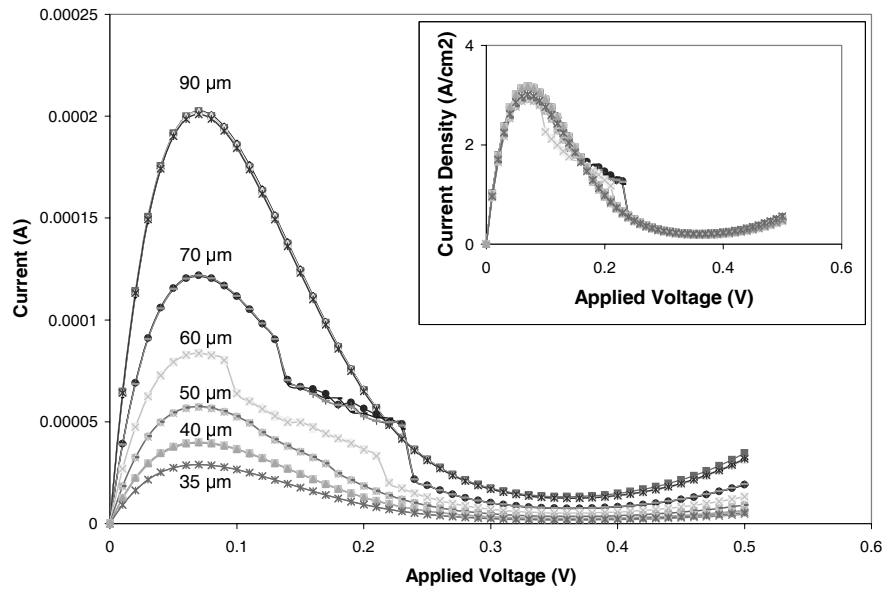 0.00025
0.0002
0.00015
0.0001
0.00005
0
Current (A)
0
0.1
0.2
0.3
0.4
0.5
0.6
Applied Voltage (V)
90 µm
70 µm
60 µm
50 µm
40 µm
35 µm
Current Density (A/cm2)
4
2
0
0
0.2
0.4
0.6
Applied Voltage (V)